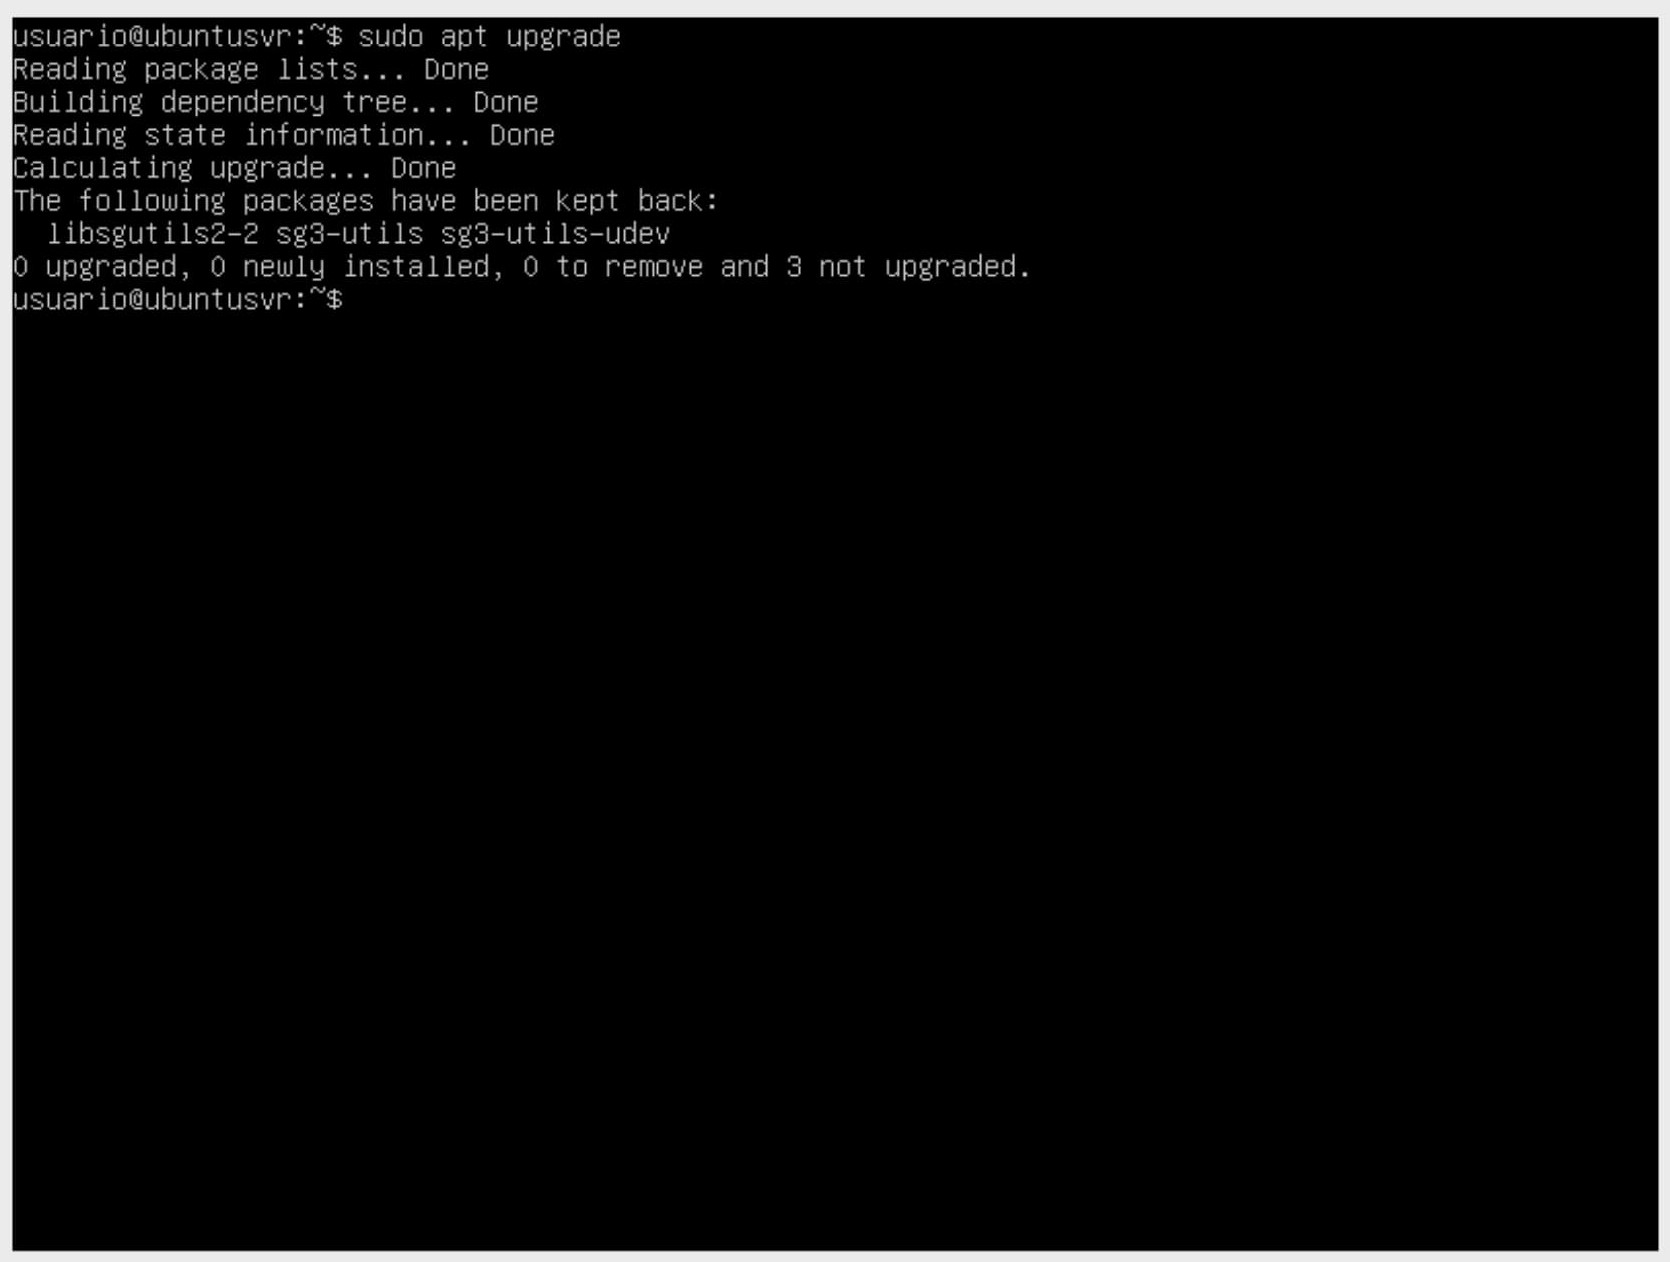 usuario@ubuntusvr:~$ sudo apt upgrade
Reading package lists... Done
Building dependency tree... Done
Reading state information... Done
Calculating upgrade... Done
The following packages have been kept back:
  libsgutils2-2 sg3-utils sg3-utils-udev
0 upgraded, 0 newly installed, 0 to remove and 3 not upgraded.
usuario@ubuntusvr:~$